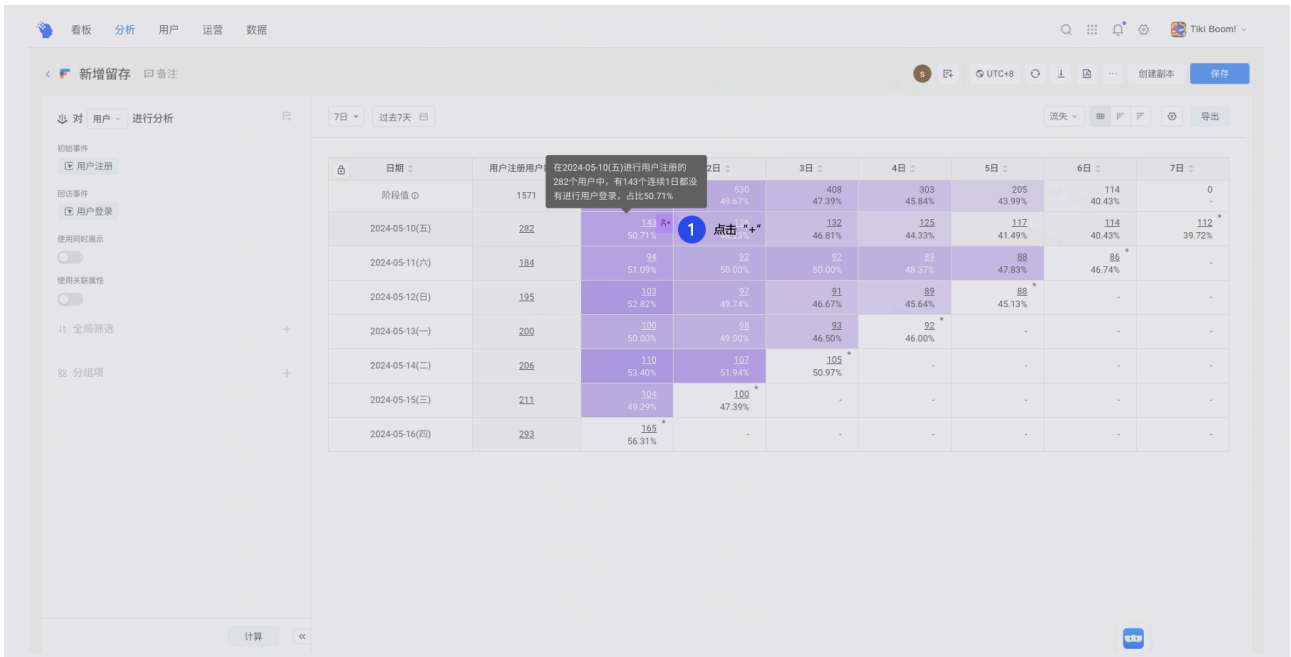 看板 分析 用户 运营 数据 Tiki Boom!
新增留存 备注 s UTC+8 创建副本 保存
对 用户 进行分析 7日 过去7天 流失 导出
初始事件
用户注册
回访事件
用户登录
使用同时展示
使用关联属性
全局筛选
分组项
计算
在2024-05-10(五)进行用户注册的
282个用户中，有143个连续1日都没
有进行用户登录，占比50.71%
1 点击 "+"
日期 用户注册用户 2日 3日 4日 5日 6日 7日
阶段值 1571 530 408 303 205 114 0
49.67% 47.39% 45.84% 43.99% 40.43% -
2024-05-10(五) 282 143 132 125 117 114 112*
50.71% 46.81% 44.33% 41.49% 40.43% 39.72%
2024-05-11(六) 184 94 92 92 89 88 86* -
51.09% 50.00% 50.00% 48.37% 47.83% 46.74%
2024-05-12(日) 195 103 97 91 89 88* - -
52.82% 49.74% 46.67% 45.64% 45.13%
2024-05-13(一) 200 100 98 93 92* - - -
50.00% 49.00% 46.50% 46.00%
2024-05-14(二) 206 110 107 105* - - - -
53.40% 51.94% 50.97%
2024-05-15(三) 211 104 100* - - - - -
49.29% 47.39%
2024-05-16(四) 293 165* - - - - - -
56.31%